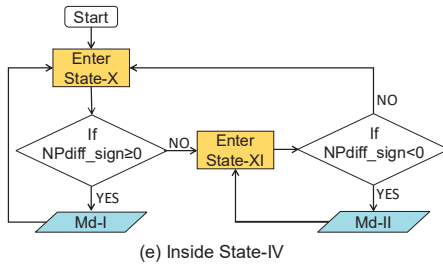 Start
Enter
State-X
If
NPdiff_sign≥0
NO
YES
Md-I
Enter
State-XI
If
NPdiff_sign<0
NO
YES
Md-II
(e) Inside State-IV